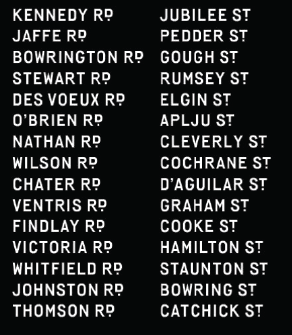 KENNEDY RD
JAFFE RD
BOWRINGTON RD
STEWART RD
DES VOEUX RD
O'BRIEN RD
NATHAN RD
WILSON RD
CHATER RD
VENTRIS RD
FINDLAY RD
VICTORIA RD
WHITFIELD RD
JOHNSTON RD
THOMSON RD
JUBILEE ST
PEDDER ST
GOUGH ST
RUMSEY ST
ELGIN ST
APLJU ST
CLEVERLY ST
COCHRANE ST
D'AGUILAR ST
GRAHAM ST
COOKE ST
HAMILTON ST
STAUNTON ST
BOWRING ST
CATCHICK ST